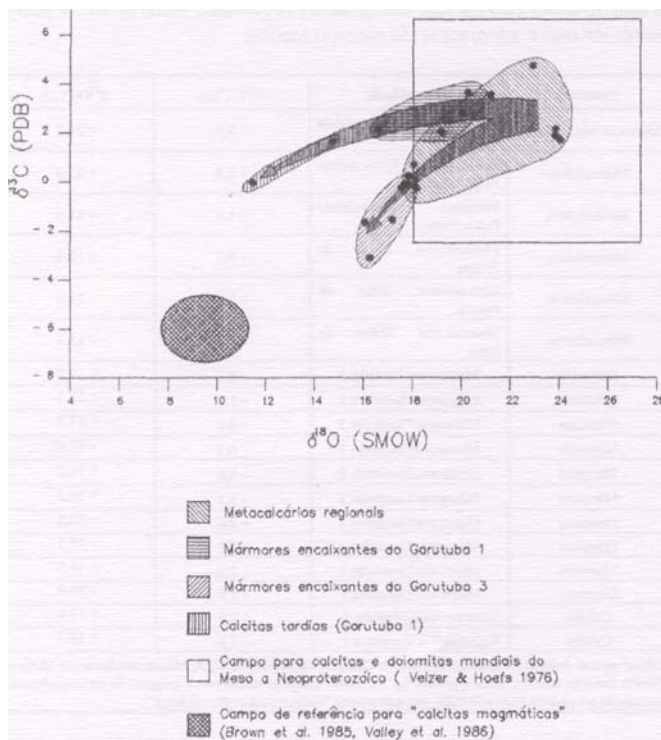 6
4
2
0
- 2
- 4
- 6
- 8
δ¹³C (PDB)
4 6 8 10 12 14 16 18 20 22 24 26 28
δ¹⁸O (SMOW)
Metacalcários regionais
Mármores encaixantes do Garutuba 1
Mármores encaixantes do Garutuba 3
Calcitas tardias (Garutuba 1)
Campo para calcitas e dolomitas mundiais do
Meso a Neoproterozóico ( Veizer & Hoefs 1976)
Campo de referência para "calcitas magmáticas"
(Brown et al. 1985, Valley et al. 1986)